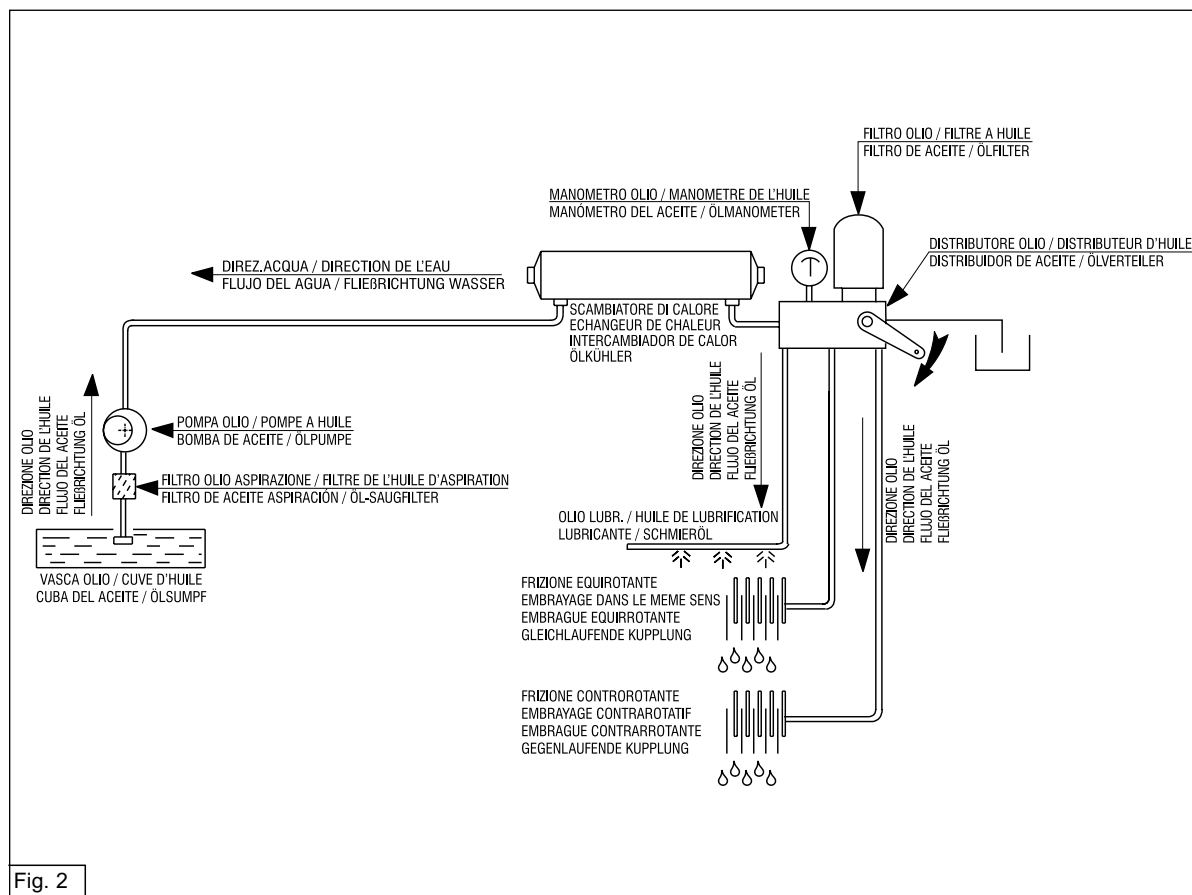 FILTRO OLIO / FILTRE A HUILE
FILTRO DE ACEITE / ÖLFILTER
MANOMETRO OLIO / MANOMETRE DE L'HUILE
MANÓMETRO DEL ACEITE / ÖLMANOMETER
DISTRIBUTORE OLIO / DISTRIBUTEUR D'HUILE
DISTRIBUIDOR DE ACEITE / ÖLVERTEILER
DIREZ.ACQUA / DIRECTION DE L'EAU
FLUJO DEL AGUA / FLIEßRICHTUNG WASSER
SCAMBIATORE DI CALORE
ECHANGEUR DE CHALEUR
INTERCAMBIADOR DE CALOR
ÖLKÜHLER
DIREZIONE OLIO
DIRECTION DE L'HUILE
FLUJO DEL ACEITE
FLIEßRICHTUNG ÖL
POMPA OLIO / POMPE A HUILE
BOMBA DE ACEITE / ÖLPUMPE
FILTRO OLIO ASPIRAZIONE / FILTRE DE L'HUILE D'ASPIRATION
FILTRO DE ACEITE ASPIRACIÓN / ÖL-SAUGFILTER
VASCA OLIO / CUVE D'HUILE
CUBA DEL ACEITE / ÖLSUMPF
DIREZIONE OLIO
DIRECTION DE L'HUILE
FLUJO DEL ACEITE
FLIEßRICHTUNG ÖL
DIREZIONE OLIO
DIRECTION DE L'HUILE
FLUJO DEL ACEITE
FLIEßRICHTUNG ÖL
OLIO LUBR. / HUILE DE LUBRIFICATION
LUBRICANTE / SCHMIERÖL
FRIZIONE EQUIROTANTE
EMBRAYAGE DANS LE MEME SENS
EMBRAGUE EQUIRROTANTE
GLEICHLAUFENDE KUPPLUNG
FRIZIONE CONTROROTANTE
EMBRAYAGE CONTRAROTATIF
EMBRAGUE CONTRARROTANTE
GEGENLAUFENDE KUPPLUNG
Fig. 2